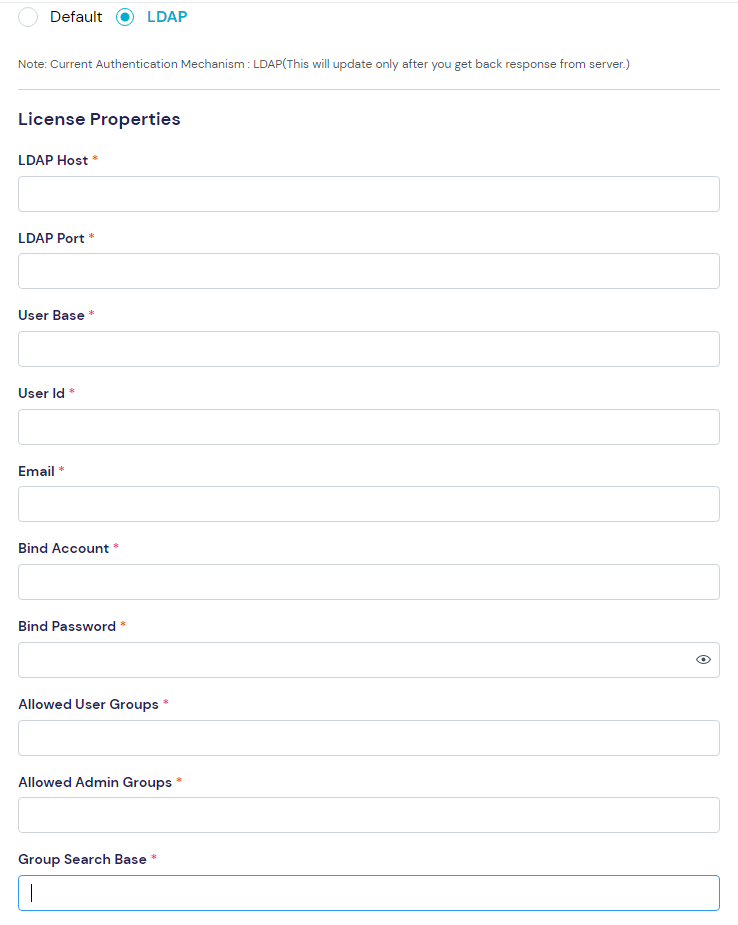 Default LDAP
Note: Current Authentication Mechanism : LDAP(This will update only after you get back response from server.)
License Properties
LDAP Host *
LDAP Port *
User Base *
User Id *
Email *
Bind Account *
Bind Password *
Allowed User Groups *
Allowed Admin Groups *
Group Search Base *